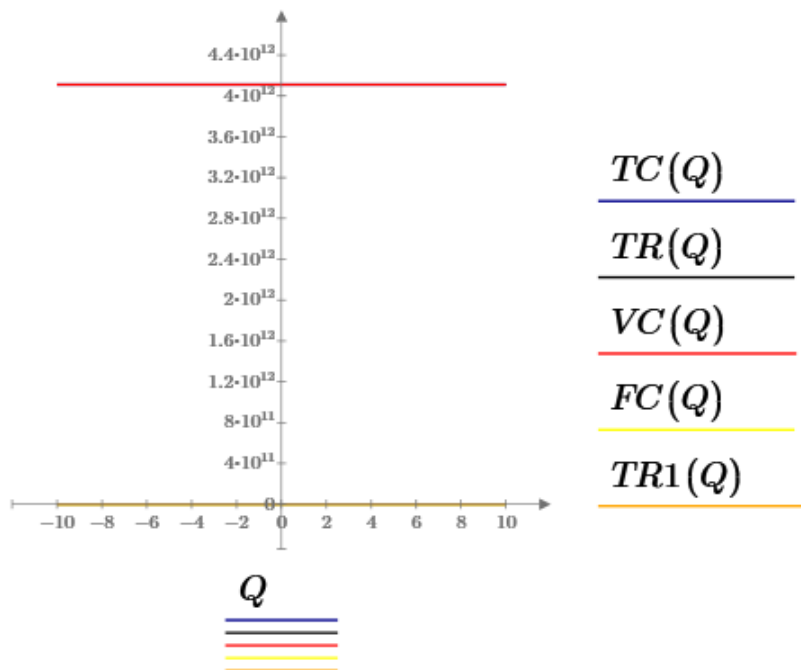 4.4·10¹²
4·10¹²
3.6·10¹²
3.2·10¹²
2.8·10¹²
2.4·10¹²
2·10¹²
1.6·10¹²
1.2·10¹²
8·10¹¹
4·10¹¹
0
−10 −8 −6 −4 −2 0 2 4 6 8 10
Q
TC(Q)
TR(Q)
VC(Q)
FC(Q)
TR1(Q)